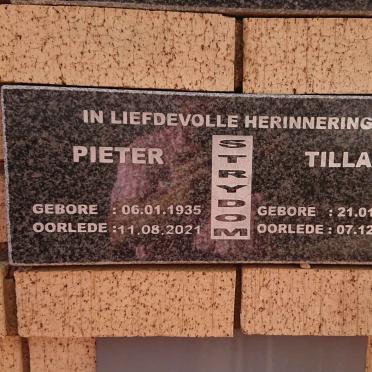 IN LIEFDEVOLLE HERINNERING
PIETER
STRYDOM
TILLA
GEBORE : 06.01.1935
OORLEDE : 11.08.2021
GEBORE : 21.01
OORLEDE : 07.12